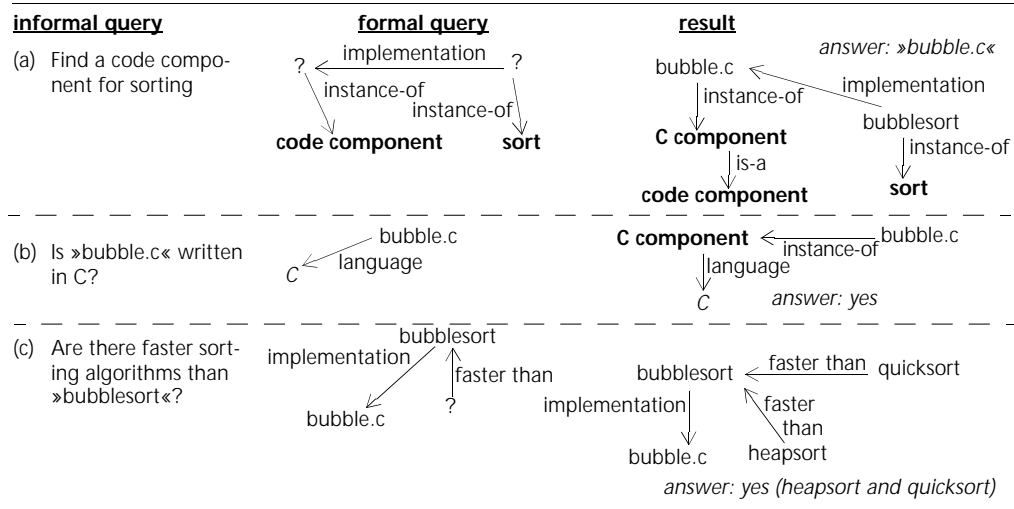 informal query formal query result
(a) Find a code compo-
nent for sorting
? implementation ?
instance-of
instance-of
code component sort
answer: »bubble.c«
bubble.c
implementation
instance-of
bubblesort
C component
instance-of
is-a
code component
sort
(b) Is »bubble.c« written
in C?
bubble.c
language
C
C component
instance-of
bubble.c
language
C
answer: yes
(c) Are there faster sort-
ing algorithms than
»bubblesort«?
bubblesort
implementation
faster than
bubble.c
?
bubblesort
faster than
quicksort
implementation
faster
than
bubble.c
heapsort
answer: yes (heapsort and quicksort)